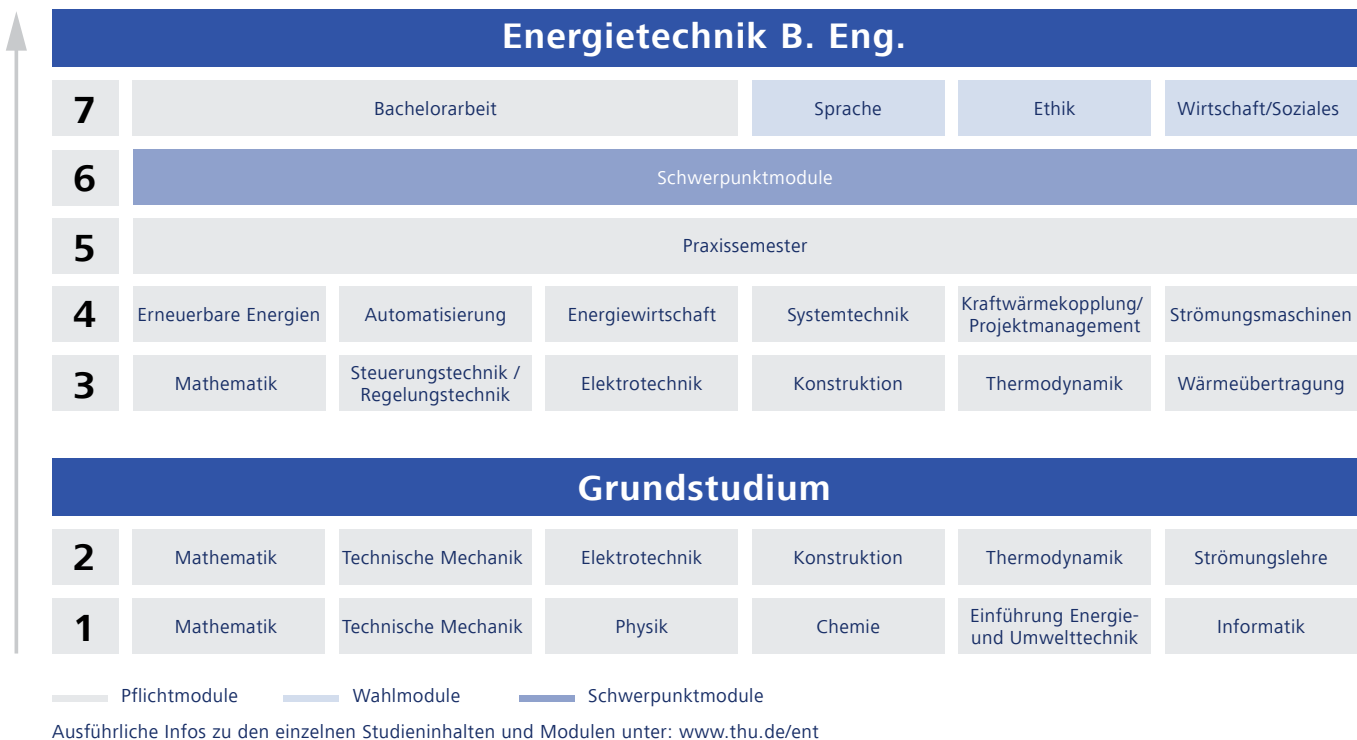 Energietechnik B. Eng.
7
Bachelorarbeit
Sprache
Ethik
Wirtschaft/Soziales
6
Schwerpunktmodule
5
Praxissemester
4
Erneuerbare Energien
Automatisierung
Energiewirtschaft
Systemtechnik
Kraftwärmekopplung/
Projektmanagement
Strömungsmaschinen
3
Mathematik
Steuerungstechnik /
Regelungstechnik
Elektrotechnik
Konstruktion
Thermodynamik
Wärmeübertragung
Grundstudium
2
Mathematik
Technische Mechanik
Elektrotechnik
Konstruktion
Thermodynamik
Strömungslehre
1
Mathematik
Technische Mechanik
Physik
Chemie
Einführung Energie-
und Umwelttechnik
Informatik
Pflichtmodule
Wahlmodule
Schwerpunktmodule
Ausführliche Infos zu den einzelnen Studieninhalten und Modulen unter: www.thu.de/ent